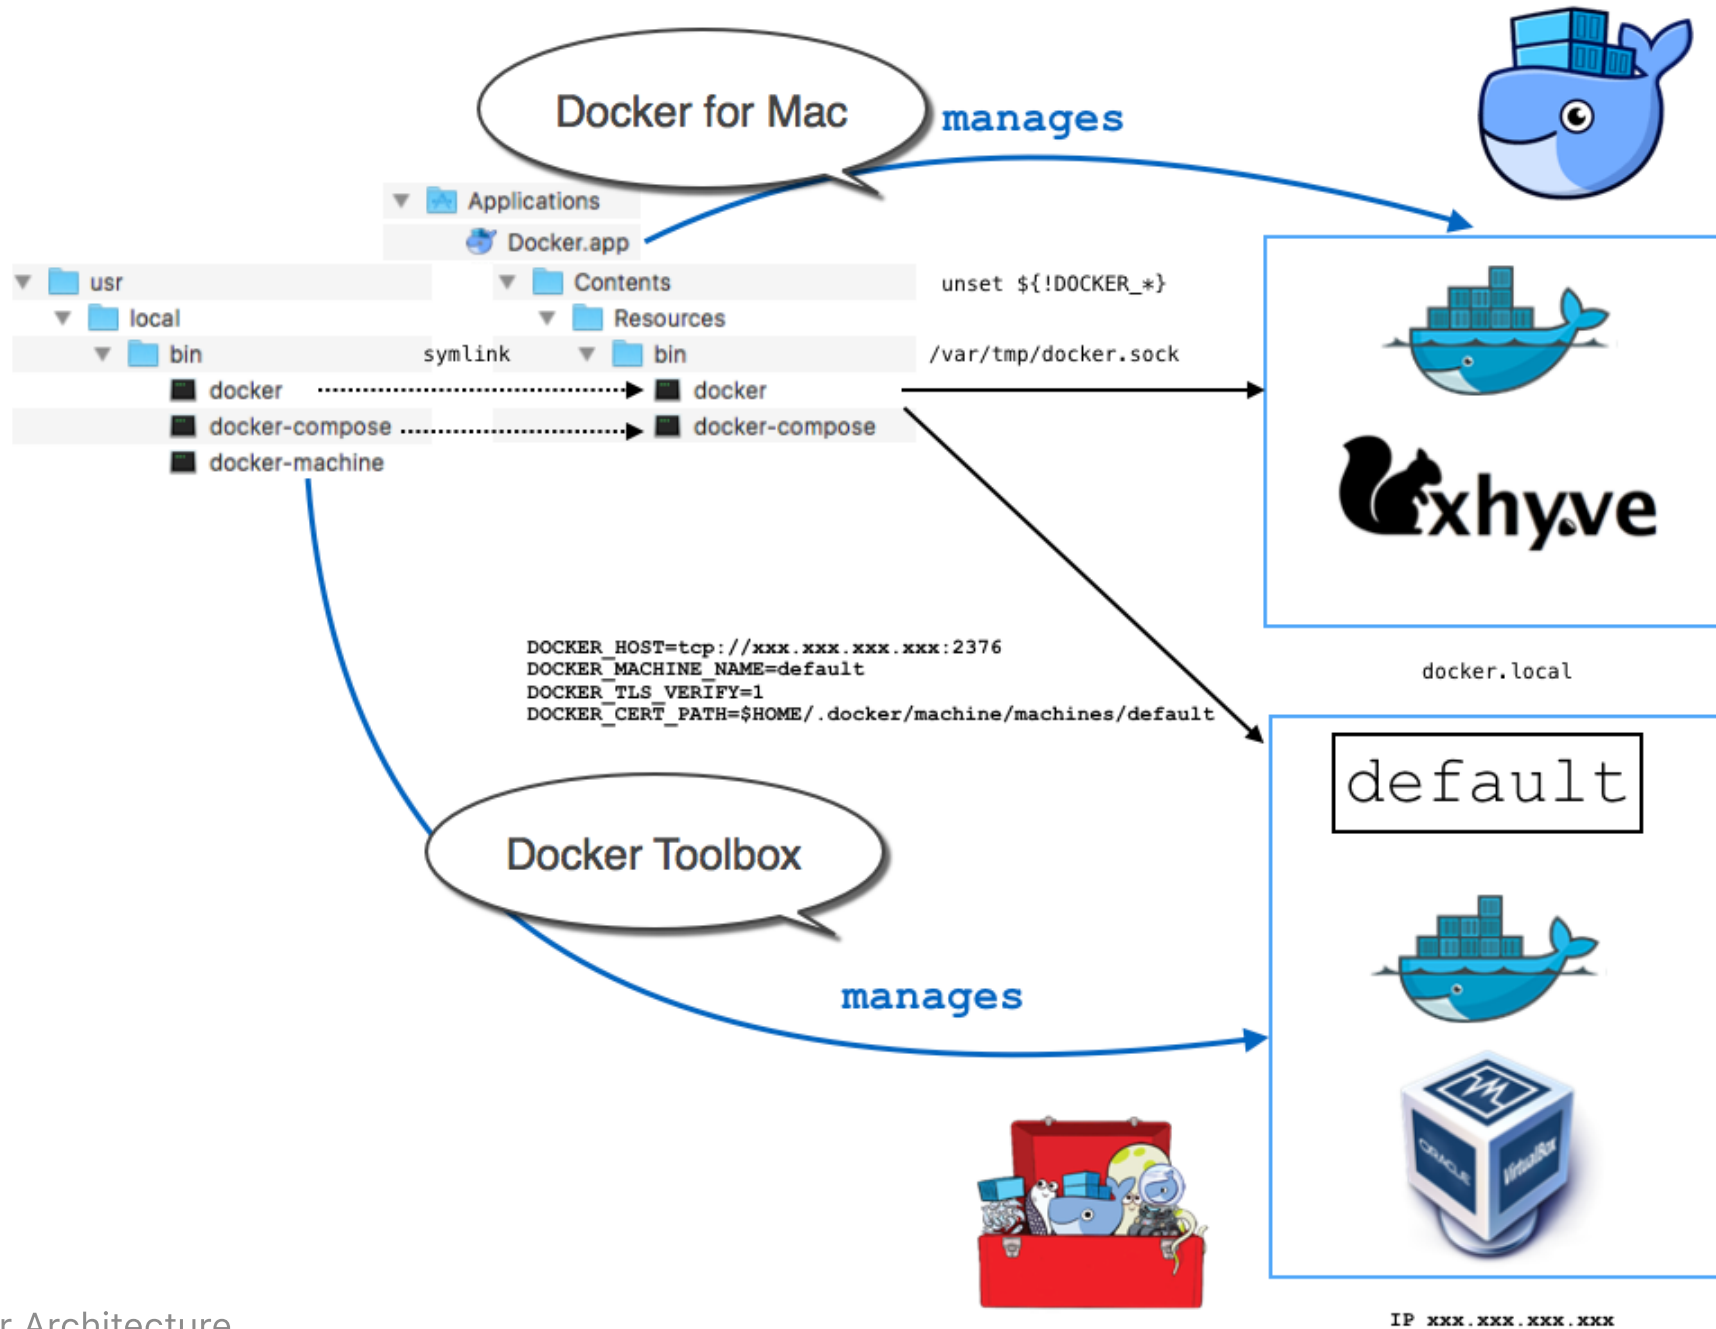 Docker for Mac
manages
Applications
Docker.app
usr
Contents
unset ${!DOCKER_*}
local
Resources
bin
symlink
bin
/var/tmp/docker.sock
docker
docker
docker-compose
docker-compose
docker-machine
xhyve
DOCKER_HOST=tcp://xxx.xxx.xxx.xxx:2376
DOCKER_MACHINE_NAME=default
DOCKER_TLS_VERIFY=1
DOCKER_CERT_PATH=$HOME/.docker/machine/machines/default
docker.local
default
Docker Toolbox
manages
ORACLE
VirtualBox
r Architecture
IP xxx.xxx.xxx.xxx